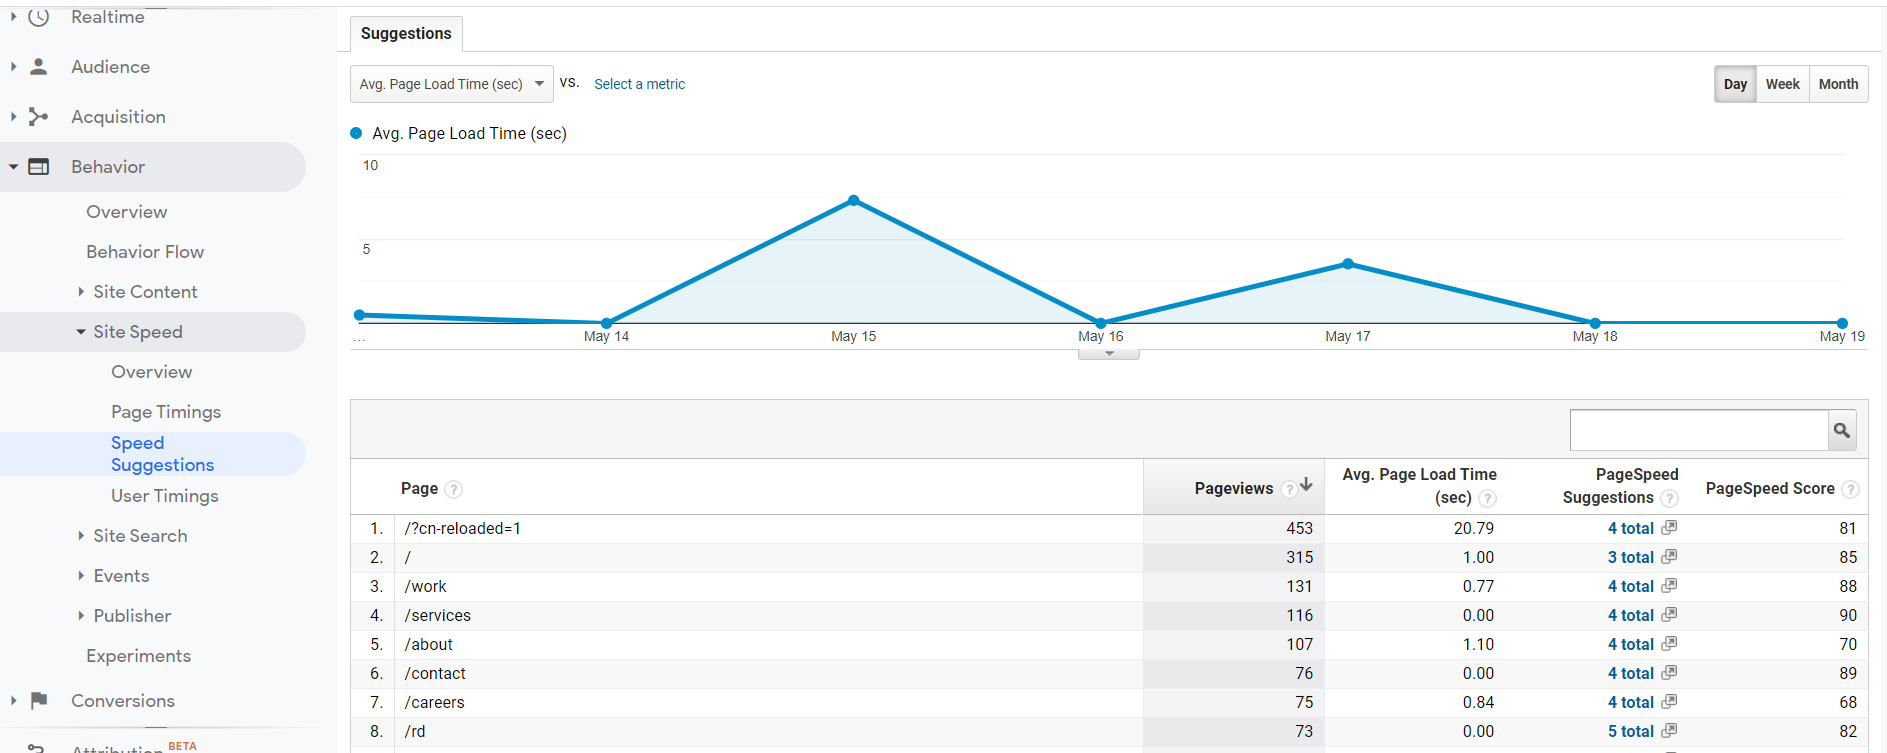 Realtime
Audience
Acquisition
Behavior
Overview
Behavior Flow
Site Content
Site Speed
Overview
Page Timings
Speed
Suggestions
User Timings
Site Search
Events
Publisher
Experiments
Conversions
Attribution BETA
Suggestions
Avg. Page Load Time (sec) VS. Select a metric
Day Week Month
Avg. Page Load Time (sec)
10
5
... May 14 May 15 May 16 May 17 May 18 May 19
Page ? Pageviews ? Avg. Page Load Time (sec) ? PageSpeed Suggestions ? PageSpeed Score ?
1. /?cn-reloaded=1 453 20.79 4 total 81
2. / 315 1.00 3 total 85
3. /work 131 0.77 4 total 88
4. /services 116 0.00 4 total 90
5. /about 107 1.10 4 total 70
6. /contact 76 0.00 4 total 89
7. /careers 75 0.84 4 total 68
8. /rd 73 0.00 5 total 82